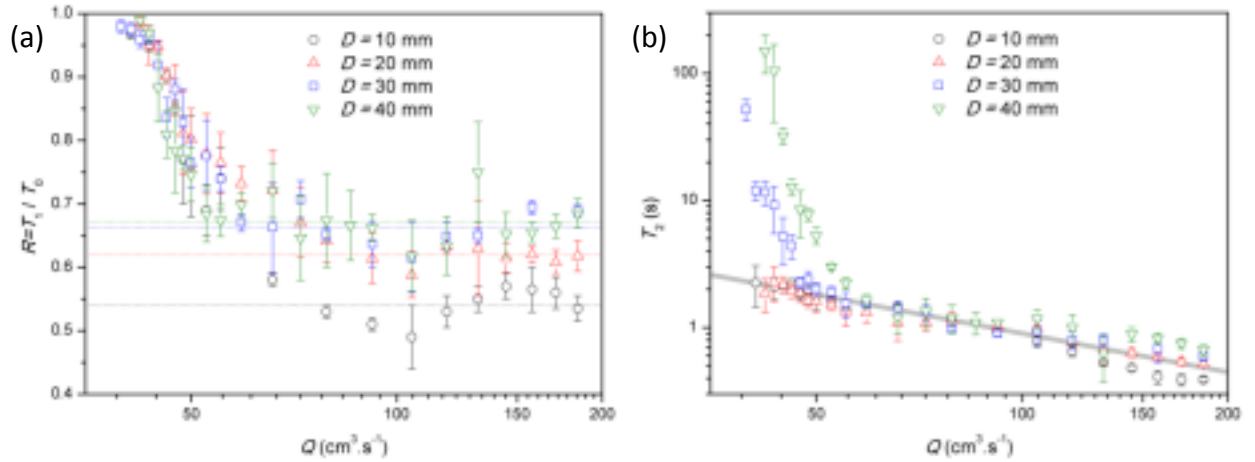 (a)
1.0
0.9
0.8
0.7
0.6
0.5
0.4
R=T₁ / T₀
D = 10 mm
D = 20 mm
D = 30 mm
D = 40 mm
50
100
150
200
Q (cm³.s⁻¹)
(b)
100
10
1
T₂ (s)
D = 10 mm
D = 20 mm
D = 30 mm
D = 40 mm
50
100
150
200
Q (cm³.s⁻¹)